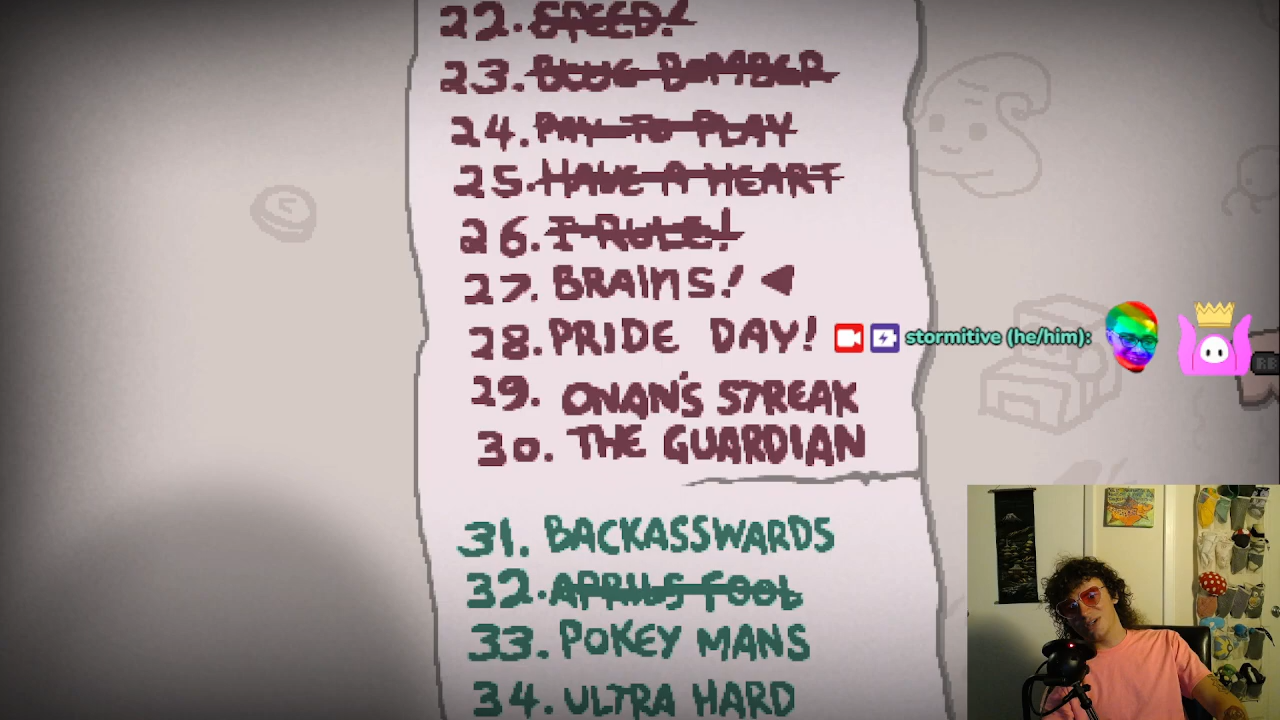 22. SPEED!
23. BLUE BOMBER
24. PAY TO PLAY
25. HAVE A HEART
26. I RULE!
27. BRAINS!
28. PRIDE DAY!
stormitive (he/him):
29. ONAN'S STREAK
30. THE GUARDIAN
31. BACKASSWARDS
32. APRILS FOOL
33. POKEY MANS
34. ULTRA HARD